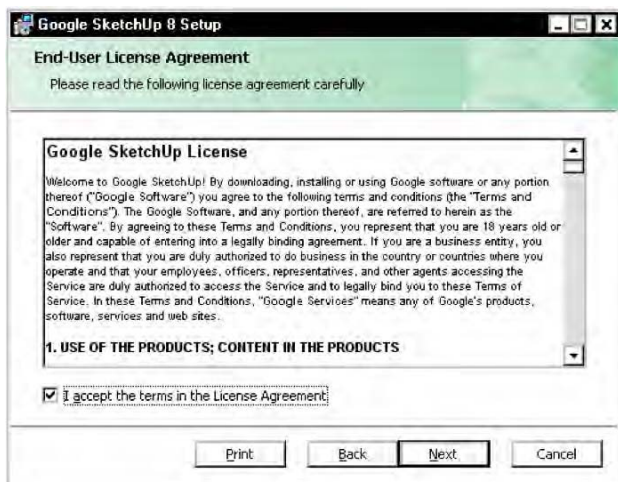 Google SketchUp 8 Setup
End-User License Agreement
Please read the following license agreement carefully
Google SketchUp License
Welcome to Google SketchUp! By downloading, installing or using Google software or any portion
thereof ("Google Software") you agree to the following terms and conditions (the "Terms and
Conditions"). The Google Software, and any portion thereof, are referred to herein as the
"Software". By agreeing to these Terms and Conditions, you represent that you are 18 years old or
older and capable of entering into a legally binding agreement. If you are a business entity, you
also represent that you are duly authorized to do business in the country or countries where you
operate and that your employees, officers, representatives, and other agents accessing the
Service are duly authorized to access the Service and to legally bind you to these Terms of
Service. In these Terms and Conditions, "Google Services" means any of Google's products,
software, services and web sites.
1. USE OF THE PRODUCTS; CONTENT IN THE PRODUCTS
I accept the terms in the License Agreement
Print Back Next Cancel